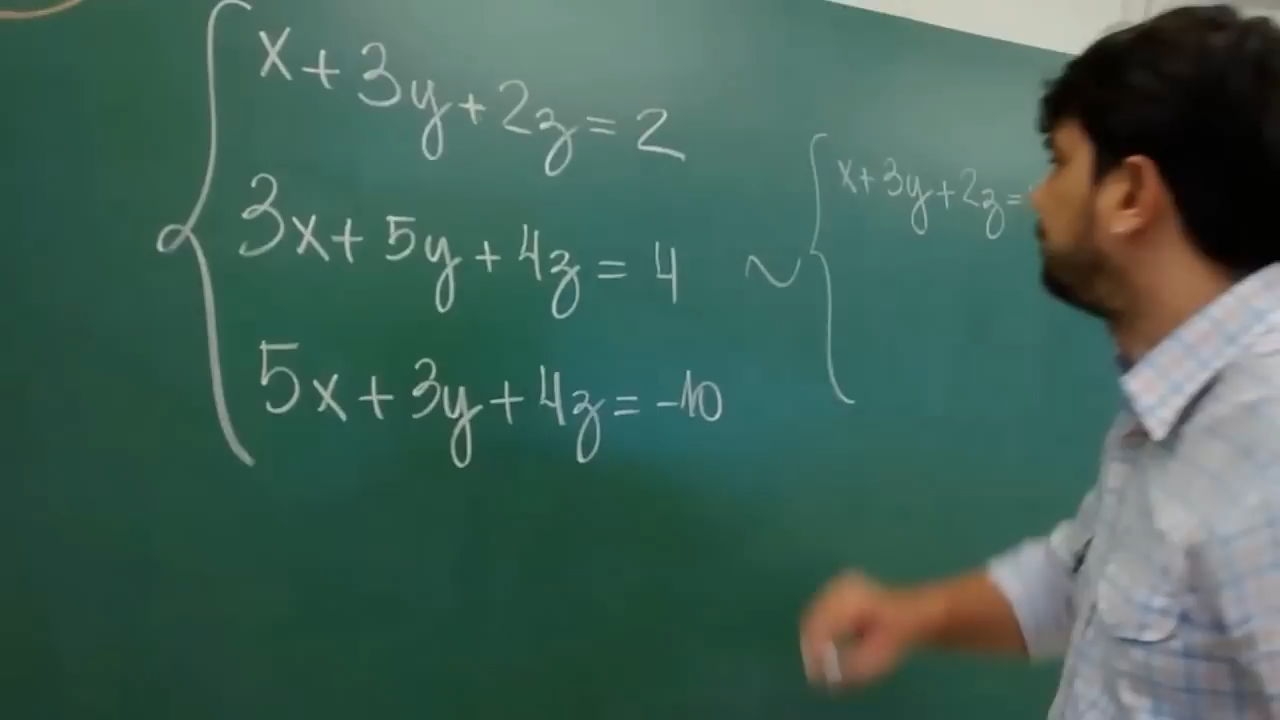 x + 3y + 2z = 2
3x + 5y + 4z = 4
5x + 3y + 4z = -10
~
x + 3y + 2z =